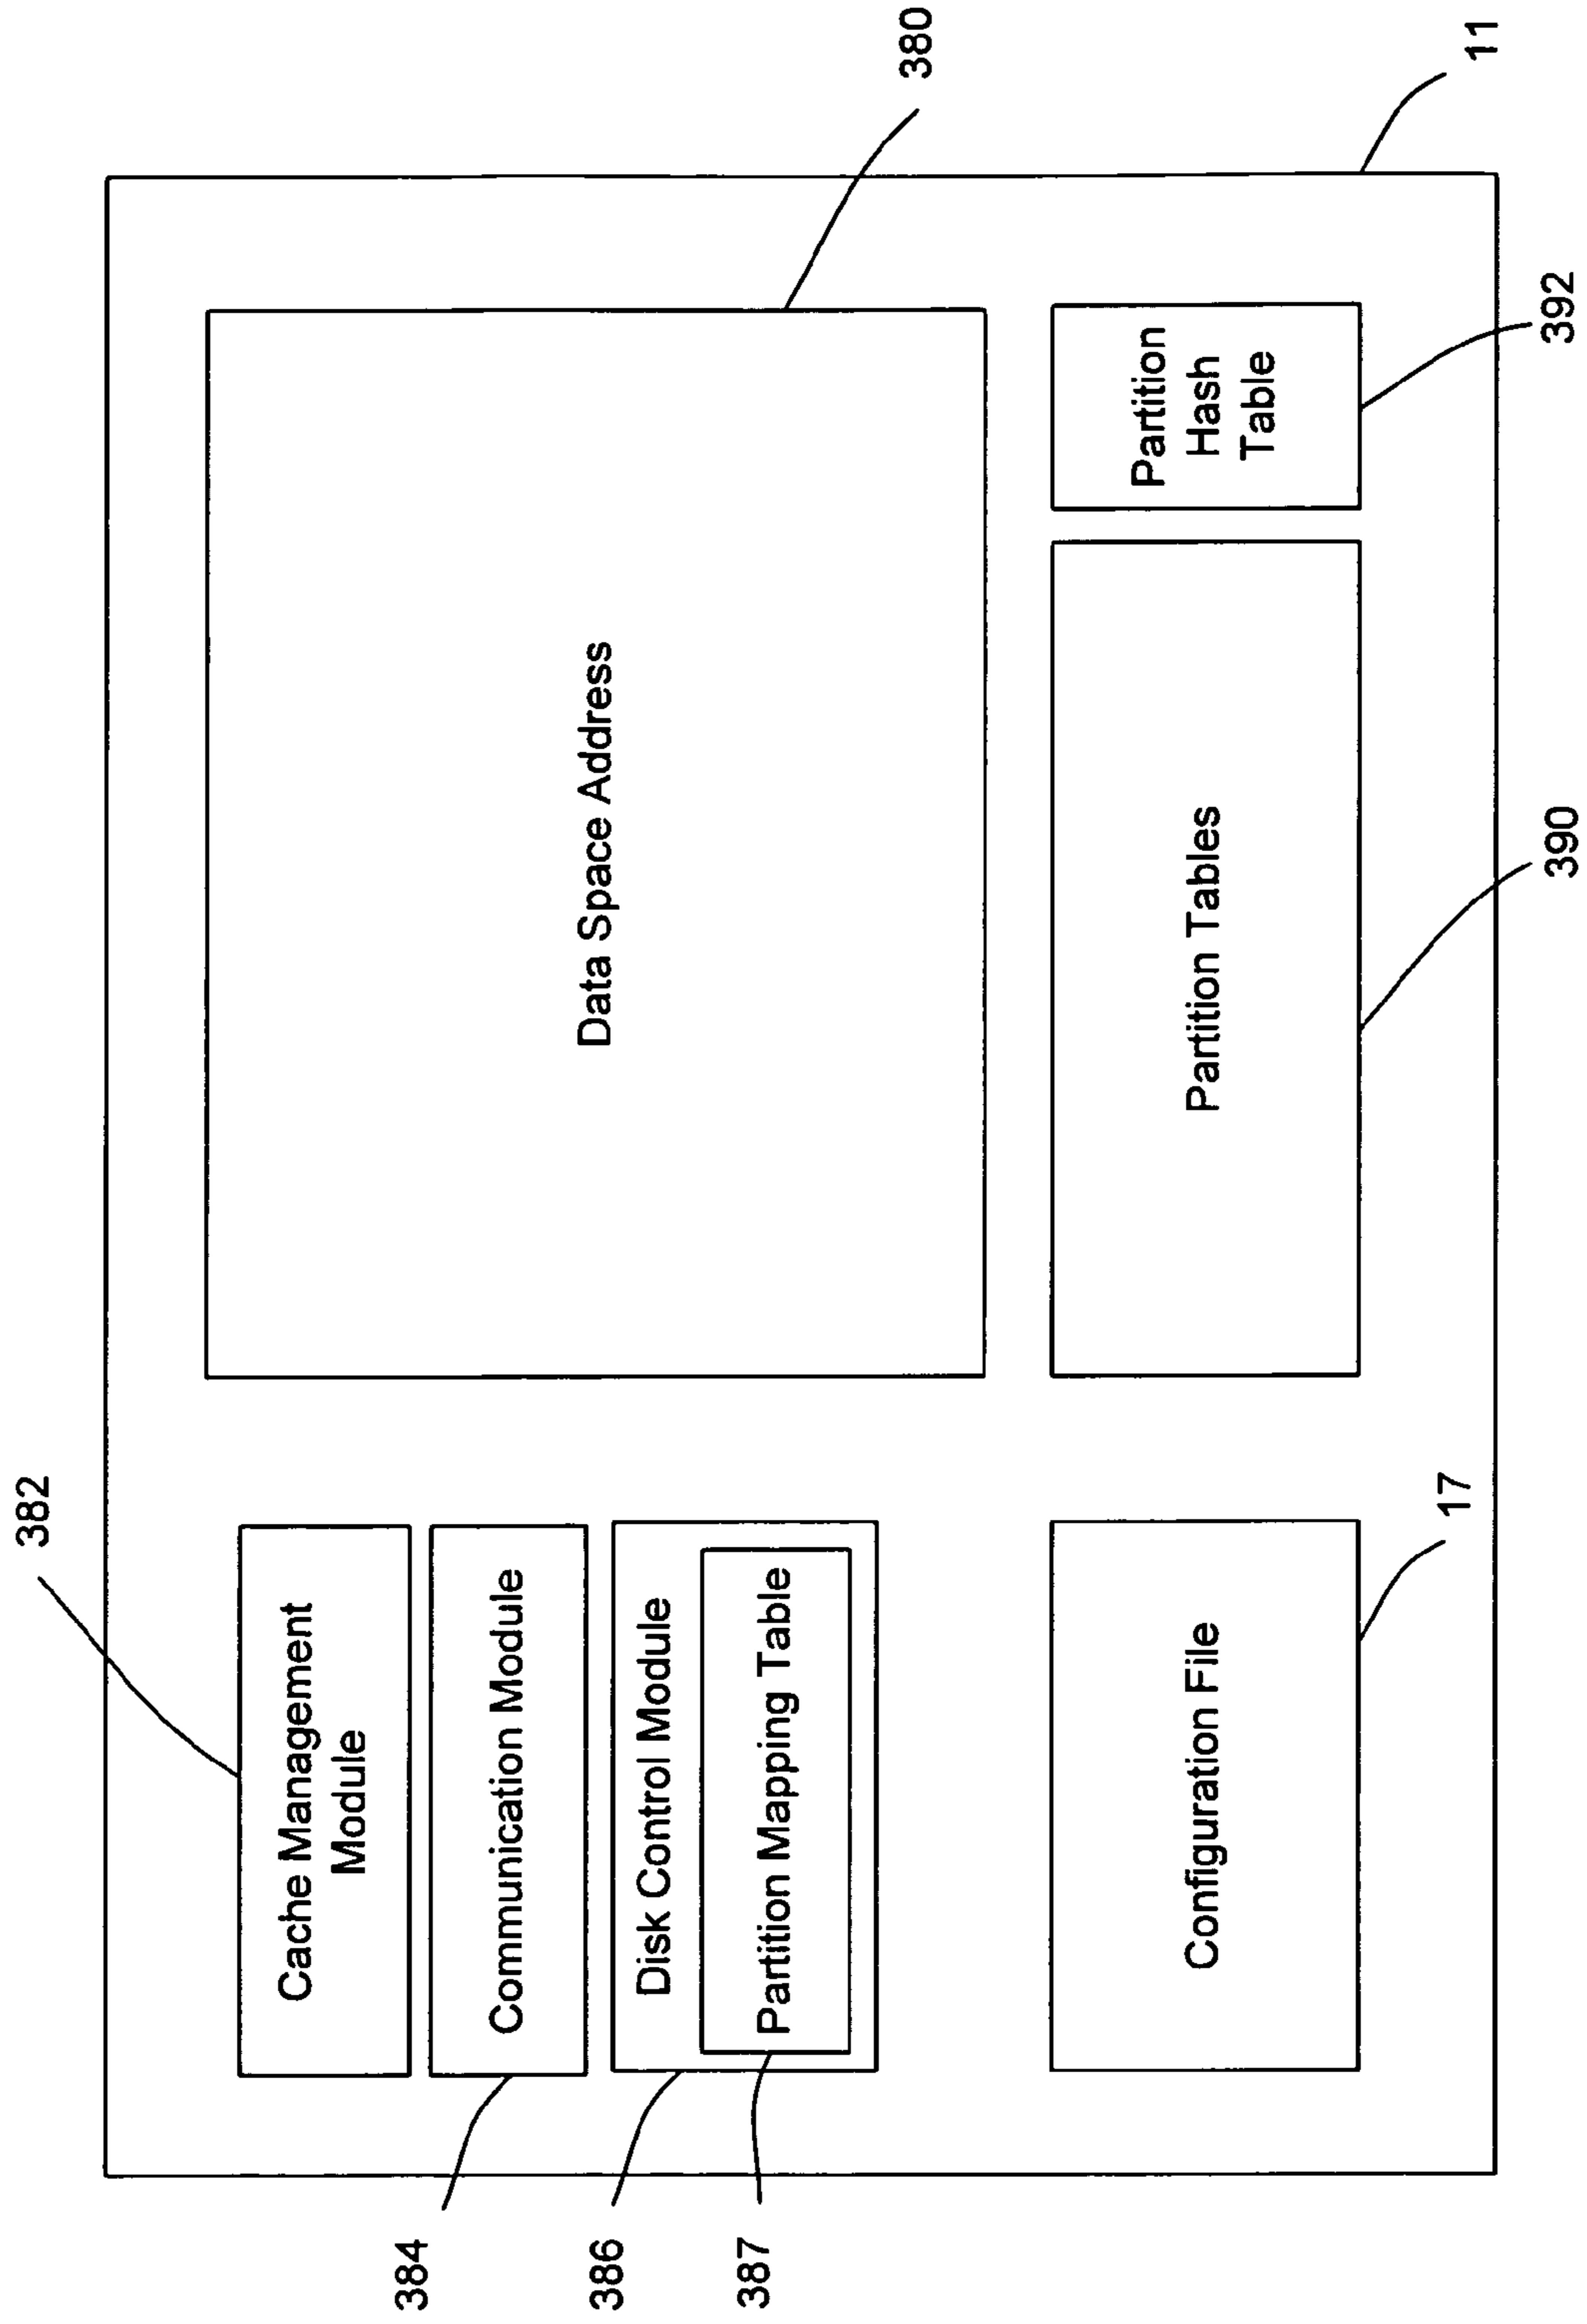 382
Cache Management
Module
384
Communication Module
386
Disk Control Module
387
Partition Mapping Table
17
Configuration File
380
Data Space Address
390
Partition Tables
392
Partition
Hash
Table
11